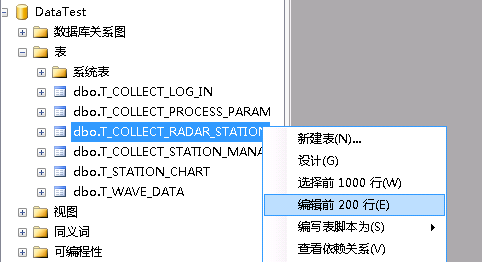 DataTest
数据库关系图
表
系统表
dbo.T_COLLECT_LOG_IN
dbo.T_COLLECT_PROCESS_PARAM
dbo.T_COLLECT_RADAR_STATION
dbo.T_COLLECT_STATION_MANA
dbo.T_STATION_CHART
dbo.T_WAVE_DATA
视图
同义词
可编程性
新建表(N)...
设计(G)
选择前 1000 行(W)
编辑前 200 行(E)
编写表脚本为(S)
查看依赖关系(V)